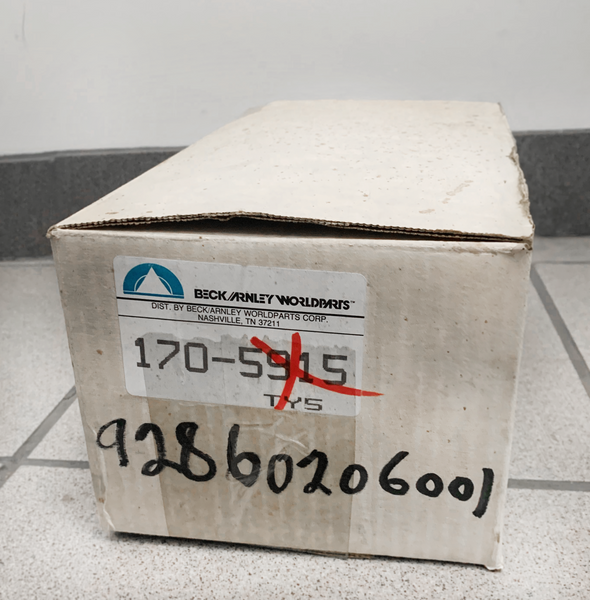 BECK/ARNLEY WORLDPARTS™
DIST. BY BECK/ARNLEY WORLDPARTS CORP.
NASHVILLE, TN 37211
170-5915
TY5
92860206001